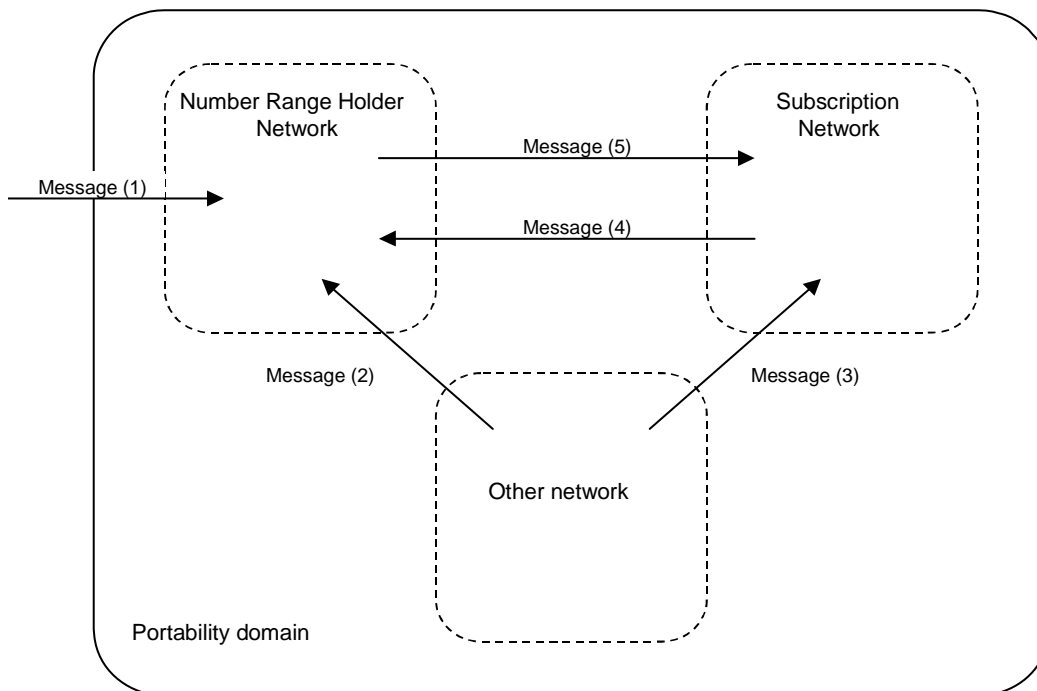 Number Range Holder
Network
Subscription
Network
Message (5)
Message (1)
Message (4)
Message (2)
Message (3)
Other network
Portability domain